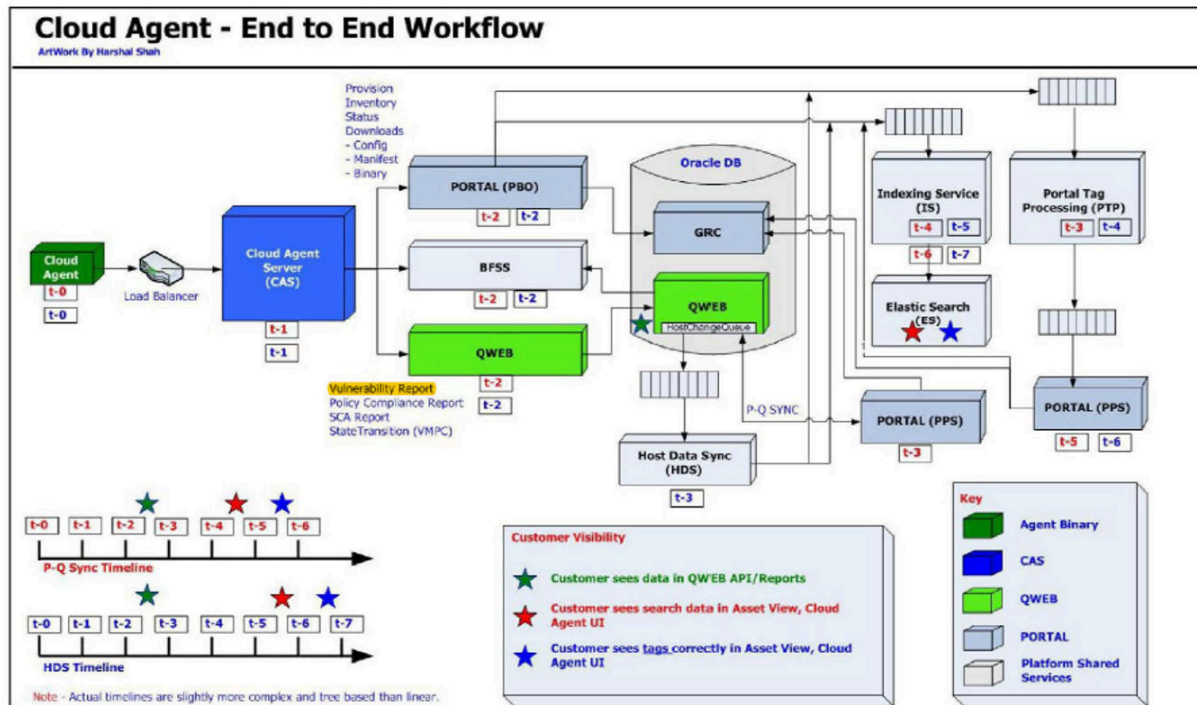 Cloud Agent - End to End Workflow
ArtWork By Harshal Shah
Provision
Inventory
Status
Downloads
- Config
- Manifest
- Binary
PORTAL (PBO)
t-2 t-2
Oracle DB
GRC
Indexing Service
(IS)
t-4 t-5
t-6 t-7
Portal Tag
Processing (PTP)
t-3 t-4
Cloud
Agent
t-0
t-0
Load Balancer
Cloud Agent
Server
(CAS)
t-1
t-1
BFSS
t-2 t-2
QWEB
HostChangeQueue
Elastic Search
(ES)
QWEB
t-2
t-2
Vulnerability Report
Policy Compliance Report
SCA Report
StateTransition (VMPC)
P-Q SYNC
PORTAL (PPS)
t-3
PORTAL (PPS)
t-5 t-6
Host Data Sync
(HDS)
t-3
t-0 t-1 t-2 t-3 t-4 t-5 t-6
P-Q Sync Timeline
t-0 t-1 t-2 t-3 t-4 t-5 t-6 t-7
HDS Timeline
Note - Actual timelines are slightly more complex and tree based than linear.
Customer Visibility
Customer sees data in QWEB API/Reports
Customer sees search data in Asset View, Cloud
Agent UI
Customer sees tags correctly in Asset View, Cloud
Agent UI
Key
Agent Binary
CAS
QWEB
PORTAL
Platform Shared
Services